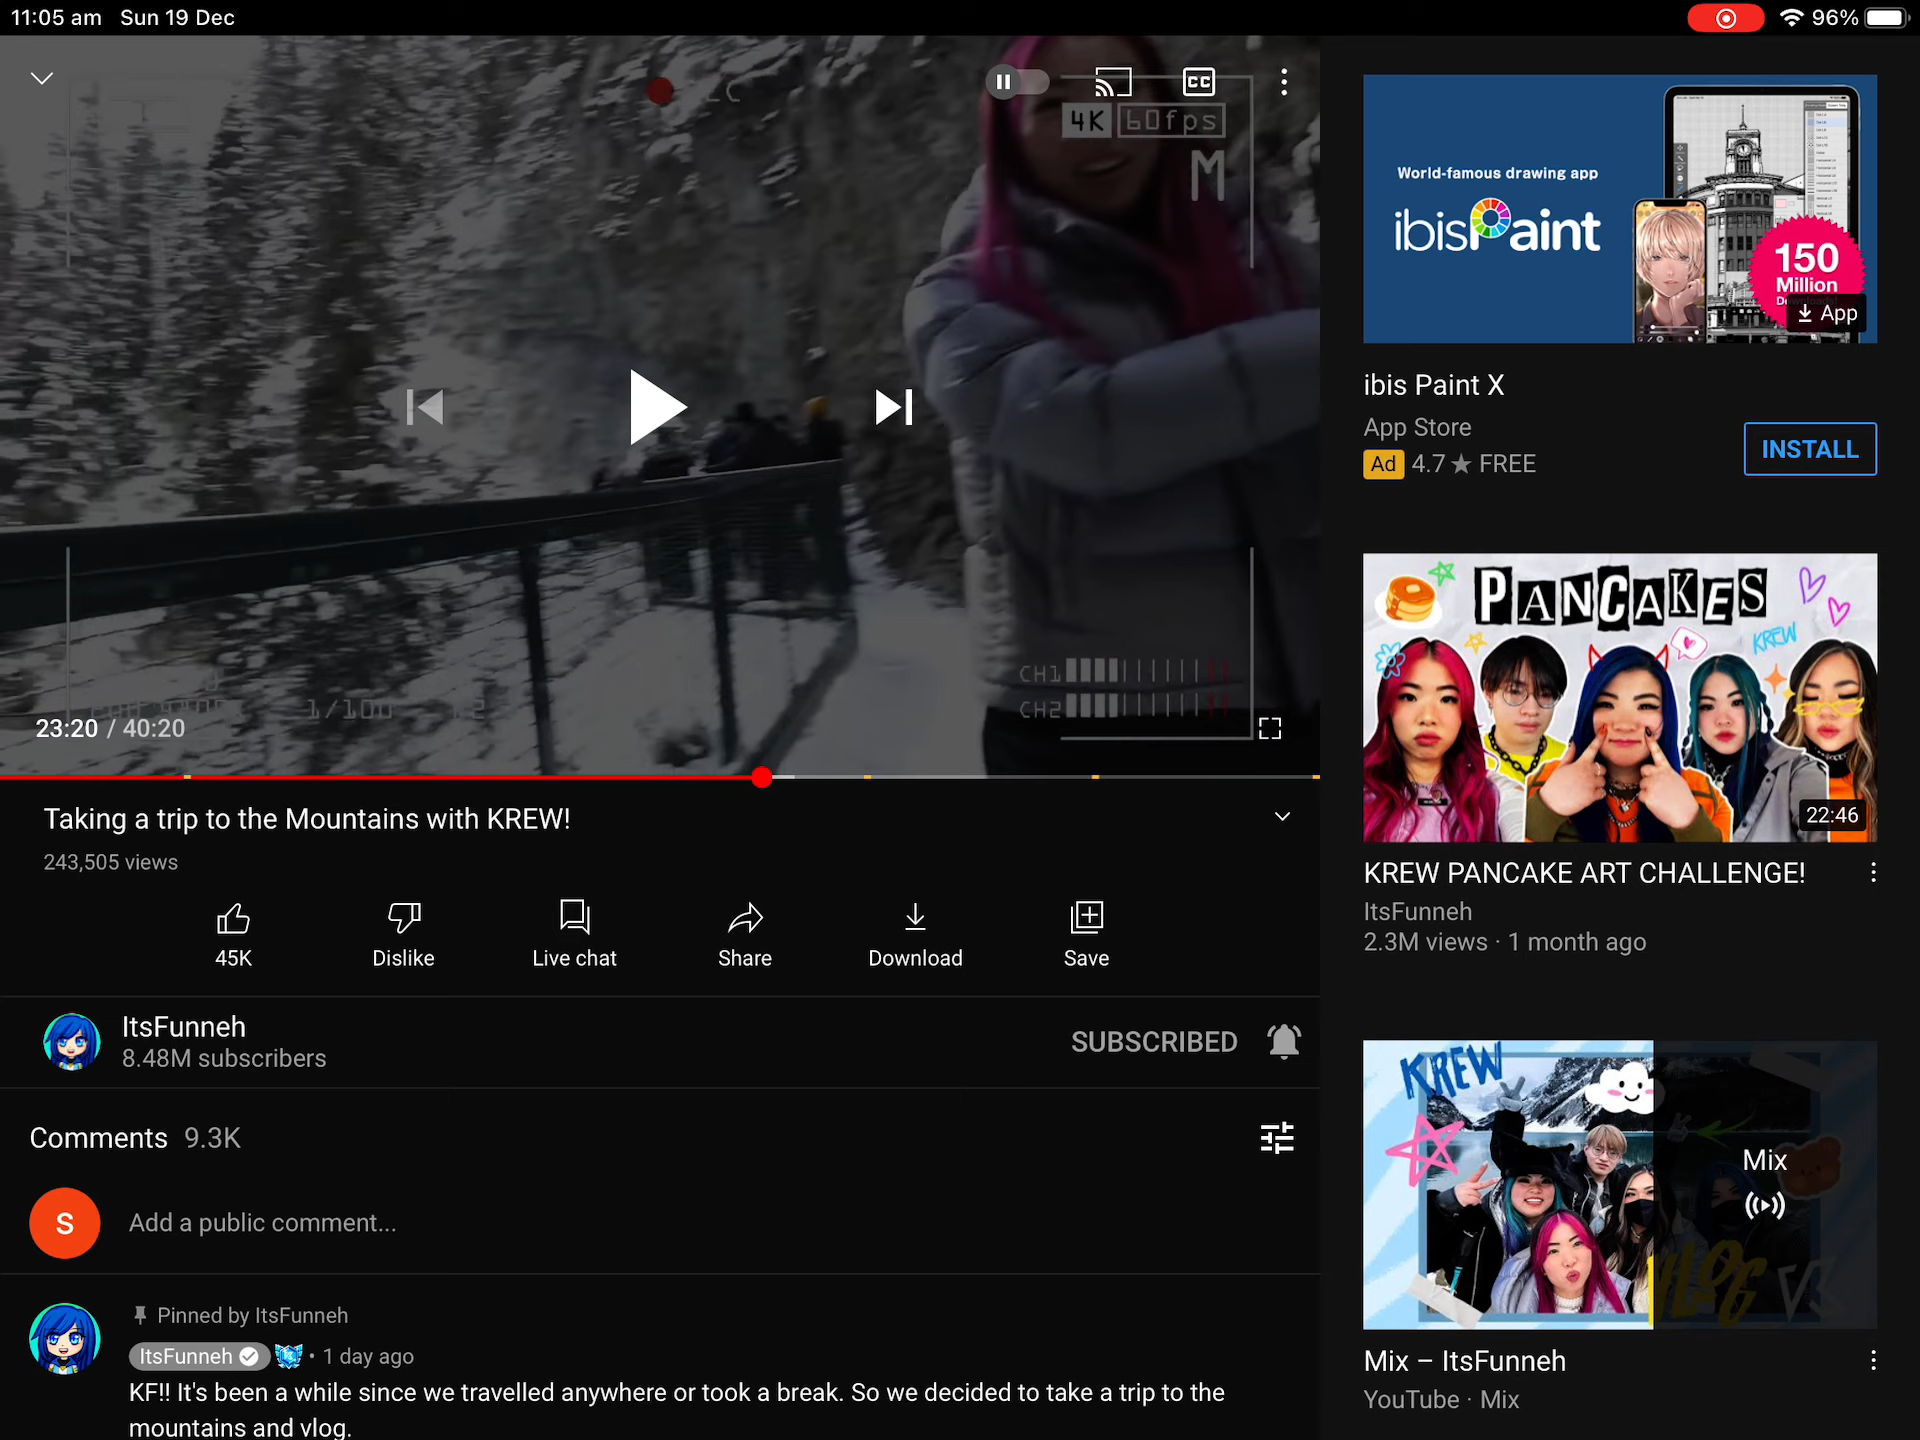 11:05 am Sun 19 Dec
96%
4K 60fps
M
CH1
CH2
1/100
23:20 / 40:20
Taking a trip to the Mountains with KREW!
243,505 views
45K
Dislike
Live chat
Share
Download
Save
ItsFunneh
8.48M subscribers
SUBSCRIBED
Comments 9.3K
S
Add a public comment...
Pinned by ItsFunneh
ItsFunneh • 1 day ago
KF!! It's been a while since we travelled anywhere or took a break. So we decided to take a trip to the
mountains and vlog.
World-famous drawing app
ibisPaint
150
Million
App
ibis Paint X
App Store
Ad 4.7 ★ FREE
INSTALL
PANCAKES
KREW
22:46
KREW PANCAKE ART CHALLENGE!
ItsFunneh
2.3M views · 1 month ago
KREW
Mix
VLOG
Mix – ItsFunneh
YouTube · Mix